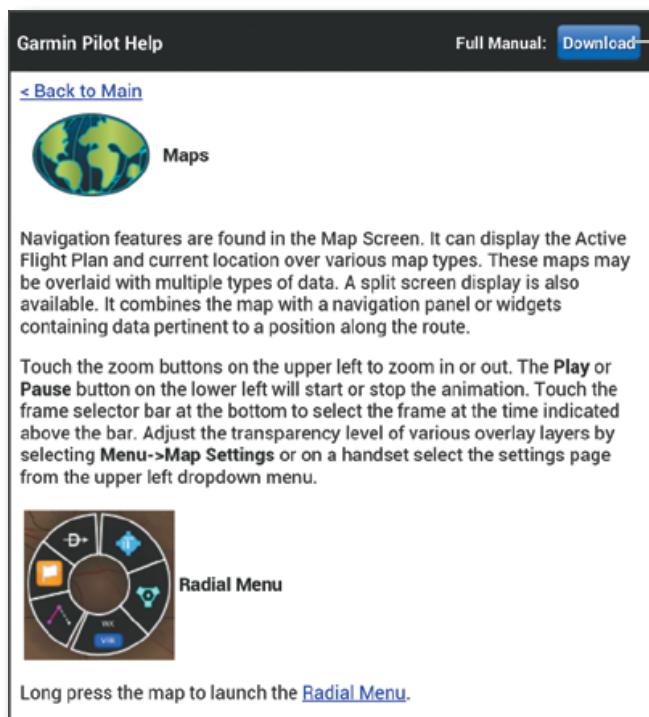 Garmin Pilot Help
Full Manual: Download
< Back to Main
Maps
Navigation features are found in the Map Screen. It can display the Active
Flight Plan and current location over various map types. These maps may
be overlaid with multiple types of data. A split screen display is also
available. It combines the map with a navigation panel or widgets
containing data pertinent to a position along the route.
Touch the zoom buttons on the upper left to zoom in or out. The Play or
Pause button on the lower left will start or stop the animation. Touch the
frame selector bar at the bottom to select the frame at the time indicated
above the bar. Adjust the transparency level of various overlay layers by
selecting Menu->Map Settings or on a handset select the settings page
from the upper left dropdown menu.
D
WX
Radial Menu
Long press the map to launch the Radial Menu.